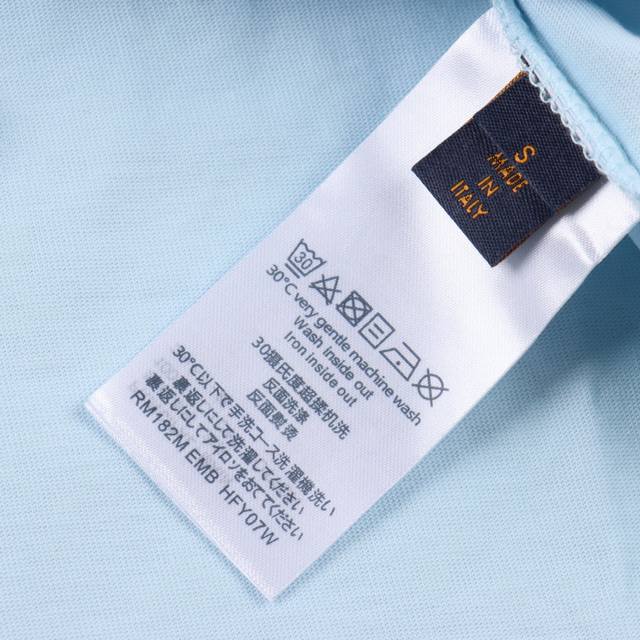 S
MADE
IN
ITALY
30
30°C very gentle machine wash
Wash inside out
Iron inside out
30摄氏度超揉机洗
反面洗涤
反面熨烫
30℃以下で手洗コース洗濯機洗い
裏返しにして洗濯してください
裏返しにしてアイロンをおててください
RM182M EMB HFY07W